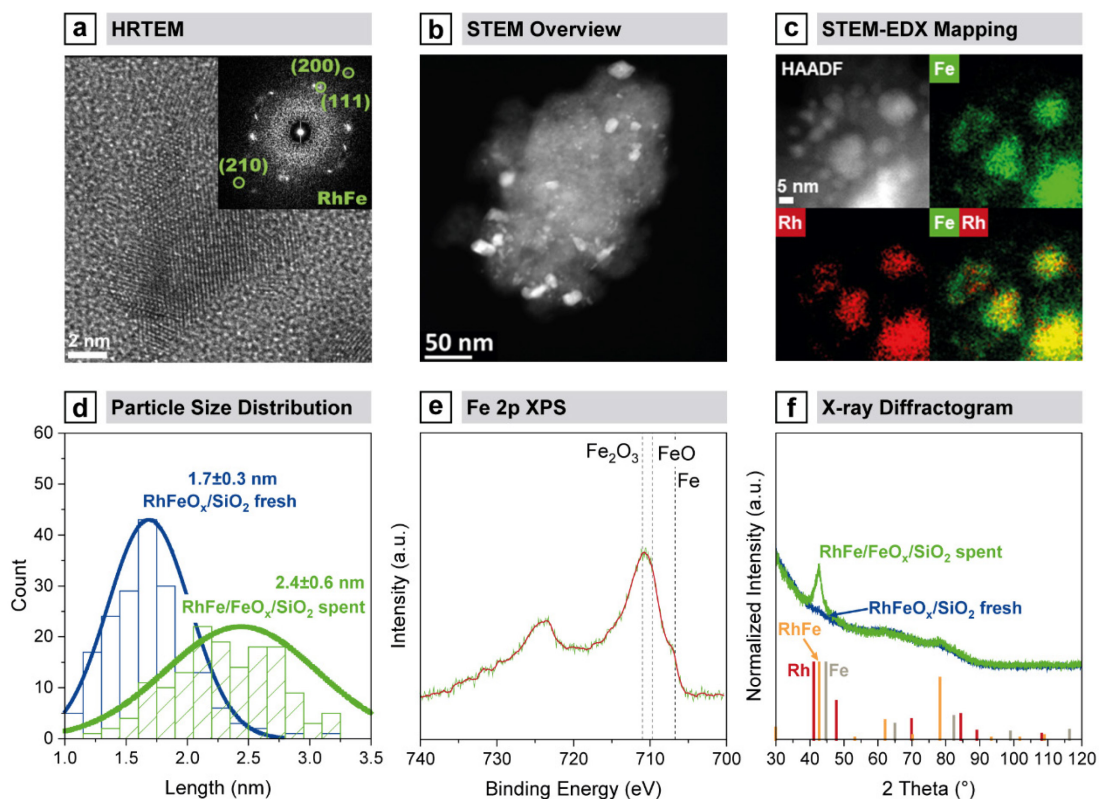 a HRTEM
(200)
(111)
(210)
RhFe
2 nm
b STEM Overview
50 nm
c STEM-EDX Mapping
HAADF
Fe
5 nm
Rh
Fe Rh
d Particle Size Distribution
60
50
40
30
20
10
0
Count
1.7±0.3 nm
RhFeOₓ/SiO₂ fresh
2.4±0.6 nm
RhFe/FeOₓ/SiO₂ spent
1.0 1.5 2.0 2.5 3.0 3.5
Length (nm)
e Fe 2p XPS
Intensity (a.u.)
Fe₂O₃ FeO
Fe
740 730 720 710 700
Binding Energy (eV)
f X-ray Diffractogram
Normalized Intensity (a.u.)
RhFe/FeOₓ/SiO₂ spent
RhFeOₓ/SiO₂ fresh
RhFe
Rh Fe
30 40 50 60 70 80 90 100 110 120
2 Theta (°)